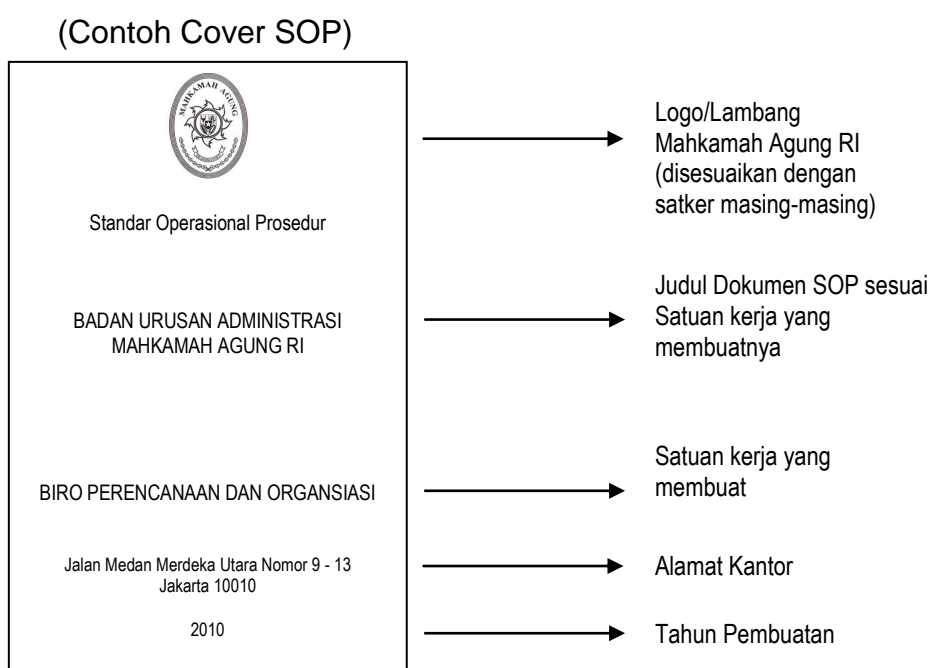 (Contoh Cover SOP)
MAHKAMAH AGUNG
Standar Operasional Prosedur
BADAN URUSAN ADMINISTRASI
MAHKAMAH AGUNG RI
BIRO PERENCANAAN DAN ORGANSIASI
Jalan Medan Merdeka Utara Nomor 9 - 13
Jakarta 10010
2010
Logo/Lambang
Mahkamah Agung RI
(disesuaikan dengan
satker masing-masing)
Judul Dokumen SOP sesuai
Satuan kerja yang
membuatnya
Satuan kerja yang
membuat
Alamat Kantor
Tahun Pembuatan